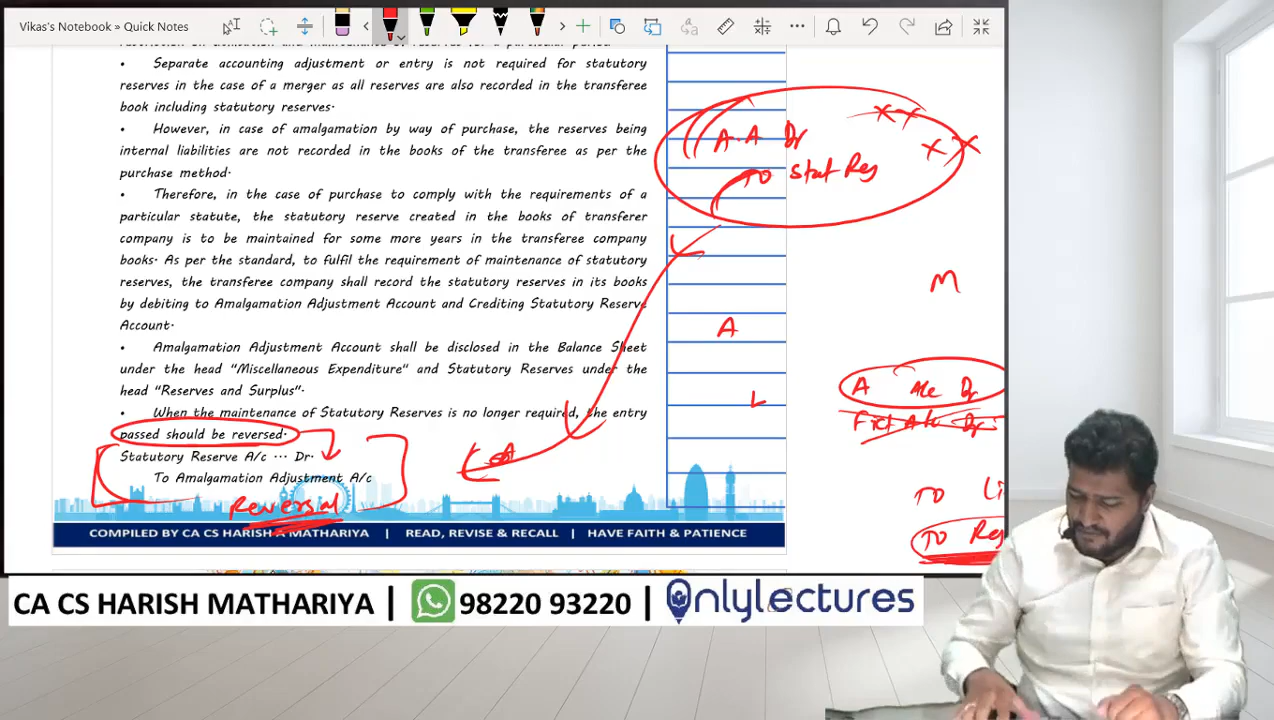 Vikas's Notebook » Quick Notes
• Separate accounting adjustment or entry is not required for statutory
reserves in the case of a merger as all reserves are also recorded in the transferee
book including statutory reserves.
• However, in case of amalgamation by way of purchase, the reserves being
internal liabilities are not recorded in the books of the transferee as per the
purchase method.
• Therefore, in the case of purchase to comply with the requirements of a
particular statute, the statutory reserve created in the books of transferer
company is to be maintained for some more years in the transferee company
books. As per the standard, to fulfil the requirement of maintenance of statutory
reserves, the transferee company shall record the statutory reserves in its books
by debiting to Amalgamation Adjustment Account and Crediting Statutory Reserve
Account.
• Amalgamation Adjustment Account shall be disclosed in the Balance Sheet
under the head "Miscellaneous Expenditure" and Statutory Reserves under the
head "Reserves and Surplus".
• When the maintenance of Statutory Reserves is no longer required, the entry
passed should be reversed.
Statutory Reserve A/c ... Dr.
To Amalgamation Adjustment A/c
Reversal
A.A Dr XX
To Stat Res XX
M
A
L
To Li
To Res
COMPILED BY CA CS HARISH A MATHARIYA | READ, REVISE & RECALL | HAVE FAITH & PATIENCE
CA CS HARISH MATHARIYA | 98220 93220 | Onlylectures